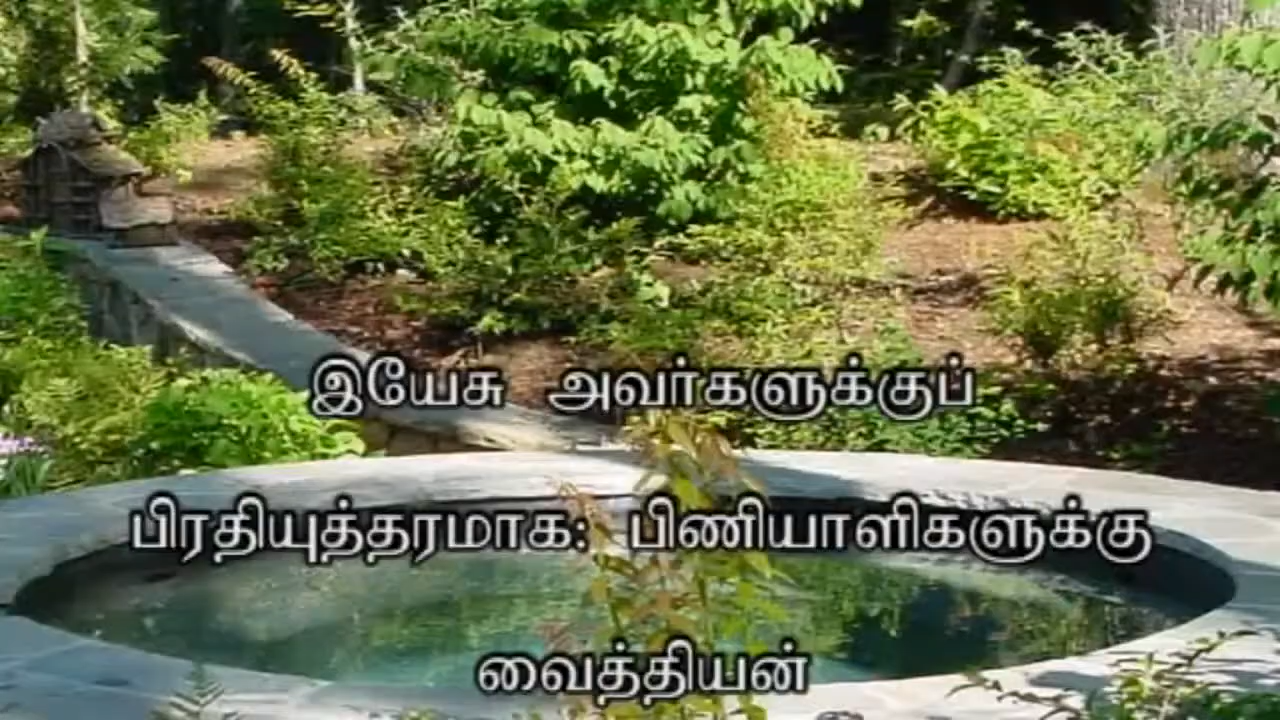 இயேசு அவர்களுக்குப்
பிரதியுத்தரமாக: பிணியாளிகளுக்கு
வைத்தியன்